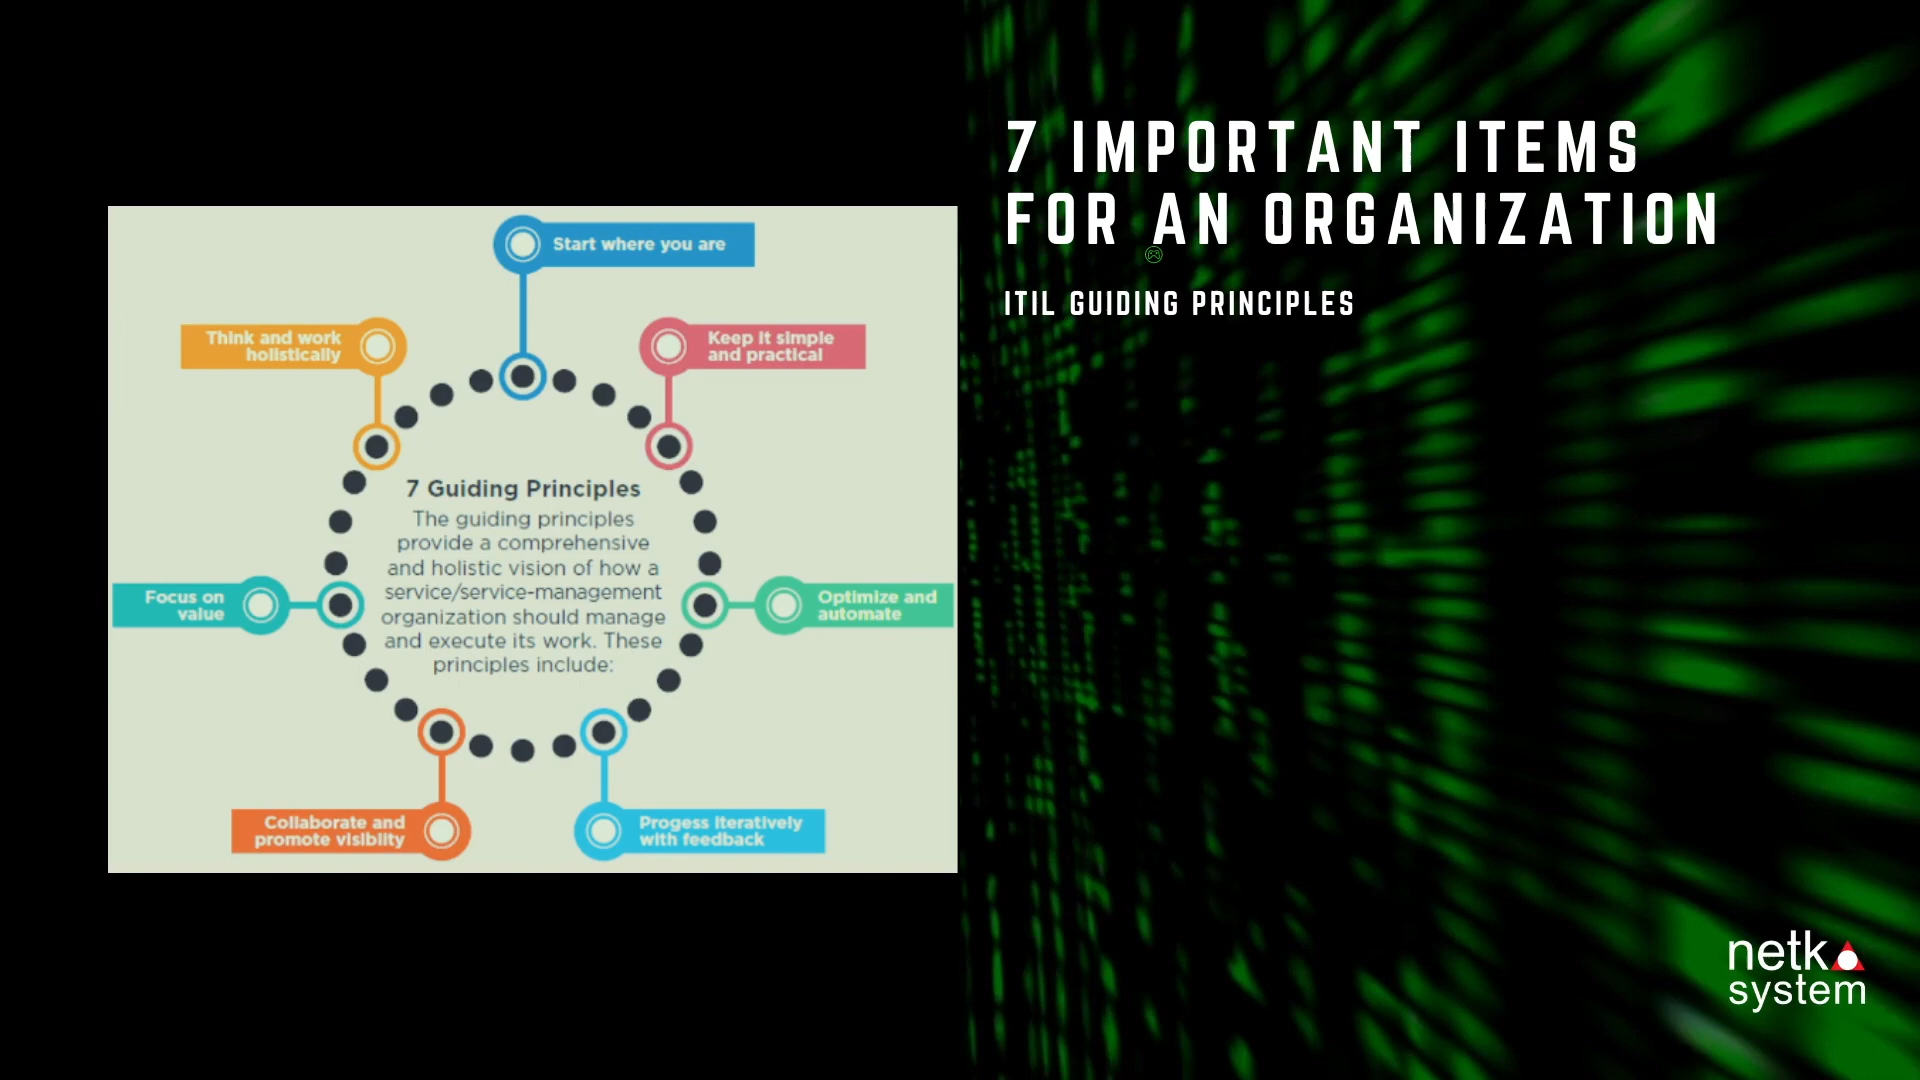 7 IMPORTANT ITEMS
FOR AN ORGANIZATION
ITIL GUIDING PRINCIPLES
Start where you are
Think and work
holistically
Keep it simple
and practical
7 Guiding Principles
The guiding principles
provide a comprehensive
and holistic vision of how a
service/service-management
organization should manage
and execute its work. These
principles include:
Focus on
value
Optimize and
automate
Collaborate and
promote visiblity
Progess iteratively
with feedback
netk
system